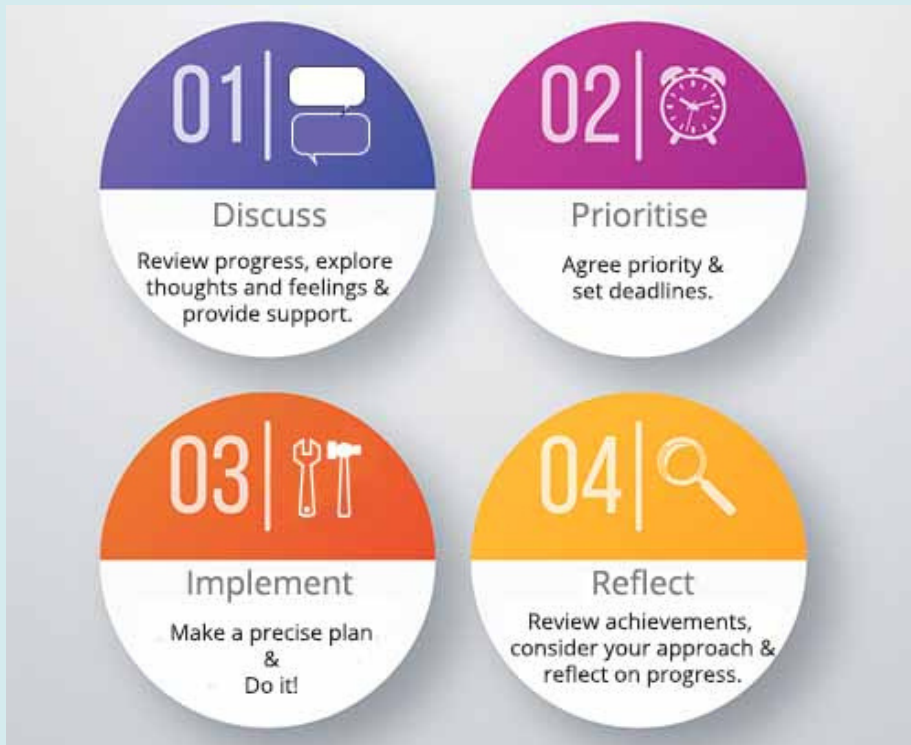 01
Discuss
Review progress, explore
thoughts and feelings &
provide support.
02
Prioritise
Agree priority &
set deadlines.
03
Implement
Make a precise plan
&
Do it!
04
Reflect
Review achievements,
consider your approach &
reflect on progress.